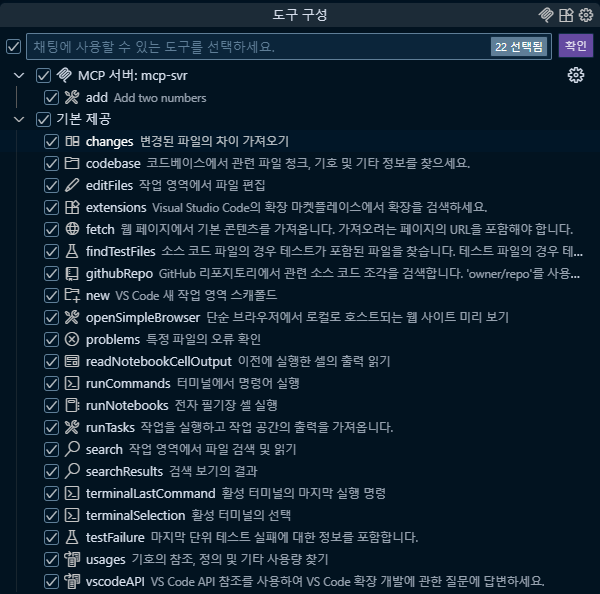 도구 구성
채팅에 사용할 수 있는 도구를 선택하세요. 22 선택됨 확인
MCP 서버: mcp-svr
add Add two numbers
기본 제공
changes 변경된 파일의 차이 가져오기
codebase 코드베이스에서 관련 파일 청크, 기호 및 기타 정보를 찾으세요.
editFiles 작업 영역에서 파일 편집
extensions Visual Studio Code의 확장 마켓플레이스에서 확장을 검색하세요.
fetch 웹 페이지에서 기본 콘텐츠를 가져옵니다. 가져오려는 페이지의 URL을 포함해야 합니다.
findTestFiles 소스 코드 파일의 경우 테스트가 포함된 파일을 찾습니다. 테스트 파일의 경우 테...
githubRepo GitHub 리포지토리에서 관련 소스 코드 조각을 검색합니다. 'owner/repo'를 사용...
new VS Code 새 작업 영역 스캐폴드
openSimpleBrowser 단순 브라우저에서 로컬로 호스트되는 웹 사이트 미리 보기
problems 특정 파일의 오류 확인
readNotebookCellOutput 이전에 실행한 셀의 출력 읽기
runCommands 터미널에서 명령어 실행
runNotebooks 전자 필기장 셀 실행
runTasks 작업을 실행하고 작업 공간의 출력을 가져옵니다.
search 작업 영역에서 파일 검색 및 읽기
searchResults 검색 보기의 결과
terminalLastCommand 활성 터미널의 마지막 실행 명령
terminalSelection 활성 터미널의 선택
testFailure 마지막 단위 테스트 실패에 대한 정보를 포함합니다.
usages 기호의 참조, 정의 및 기타 사용량 찾기
vscodeAPI VS Code API 참조를 사용하여 VS Code 확장 개발에 관한 질문에 답변하세요.